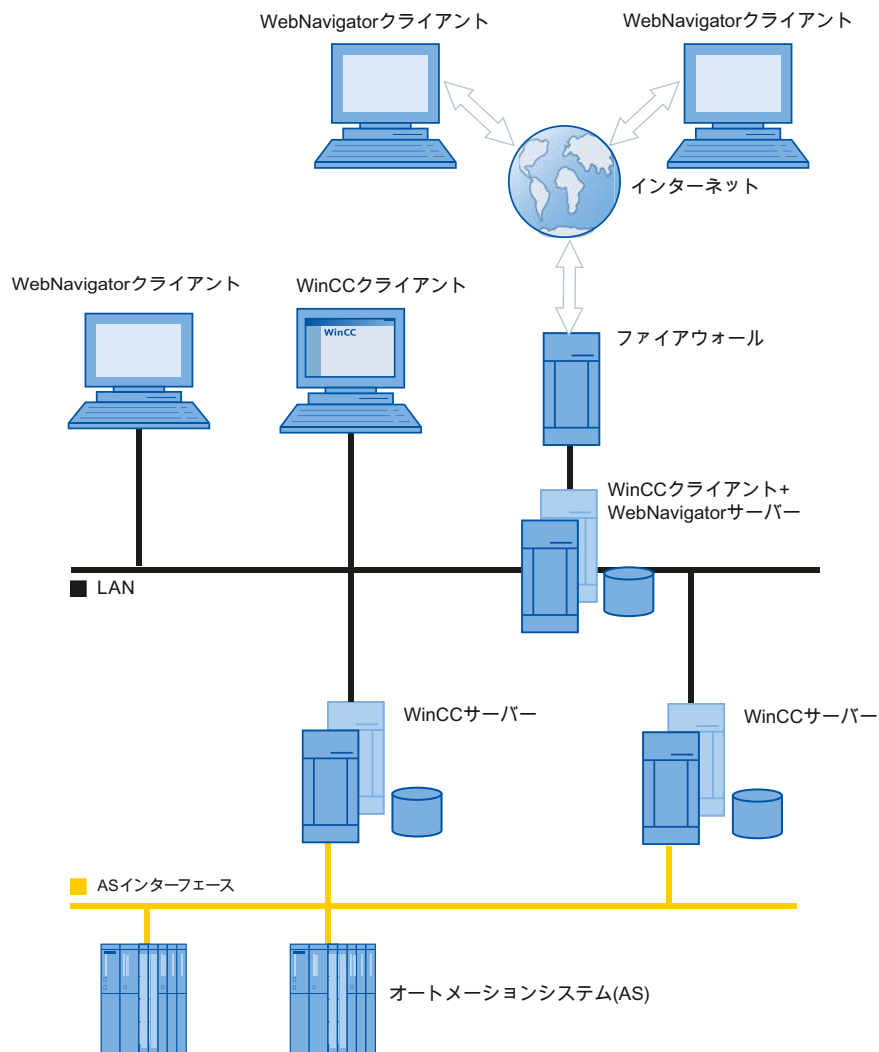 WebNavigatorクライアント
WebNavigatorクライアント
インターネット
WebNavigatorクライアント
WinCCクライアント
WinCC
ファイアウォール
WinCCクライアント+
WebNavigatorサーバー
LAN
WinCCサーバー
WinCCサーバー
ASインターフェース
オートメーションシステム(AS)